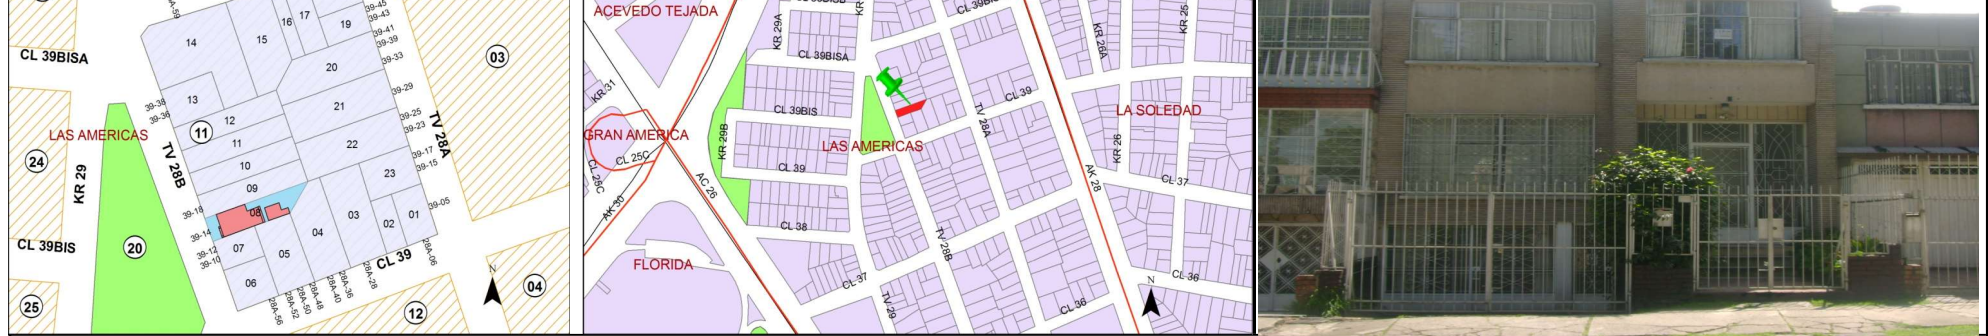 A-59
39-45
39-43
39-41
39-39
39-33
39-29
39-25
39-23
39-17
39-15
39-05
14
15
16
17
19
20
21
22
23
13
12
11
10
09
08
07
06
05
04
03
02
01
11
39-38
39-36
39-18
39-14
39-12
39-10
28A-56
28A-52
28A-50
28A-48
28A-40
28A-36
28A-28
28A-06
CL 39BISA
LAS AMERICAS
TV 28B
TV 28A
KR 29
CL 39BIS
CL 39
03
24
20
25
12
04
N
ACEVEDO TEJADA
KR 29A
KR
CL 39BISA
CL 39BIS
KR 26A
KR 25
KR 31
GRAN AMERICA
CL 25C
CL 25C
KR 29B
CL 39BIS
CL 39
TV 28A
LA SOLEDAD
LAS AMERICAS
KR 26
CL 39
CL 37
AK 30
AC 26
AK 28
CL 38
TV 28B
FLORIDA
CL 37
TV 29
CL 36
CL 36
N